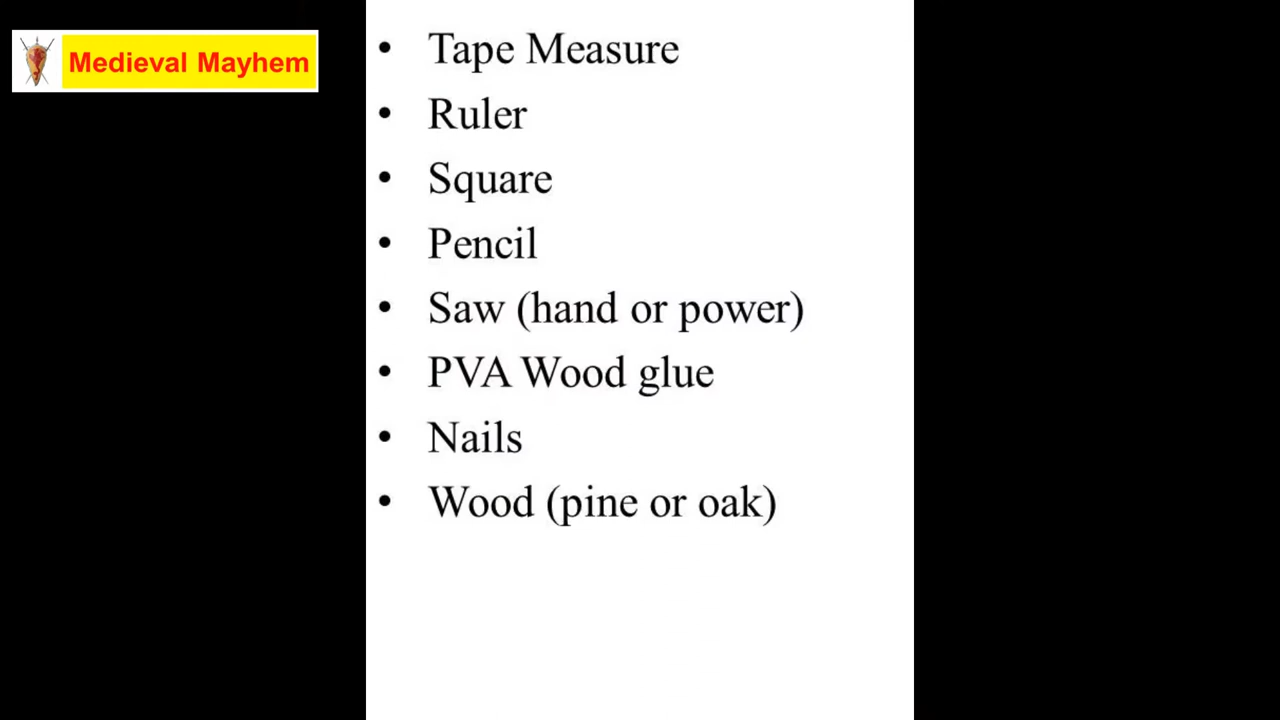 Medieval Mayhem
• Tape Measure
• Ruler
• Square
• Pencil
• Saw (hand or power)
• PVA Wood glue
• Nails
• Wood (pine or oak)